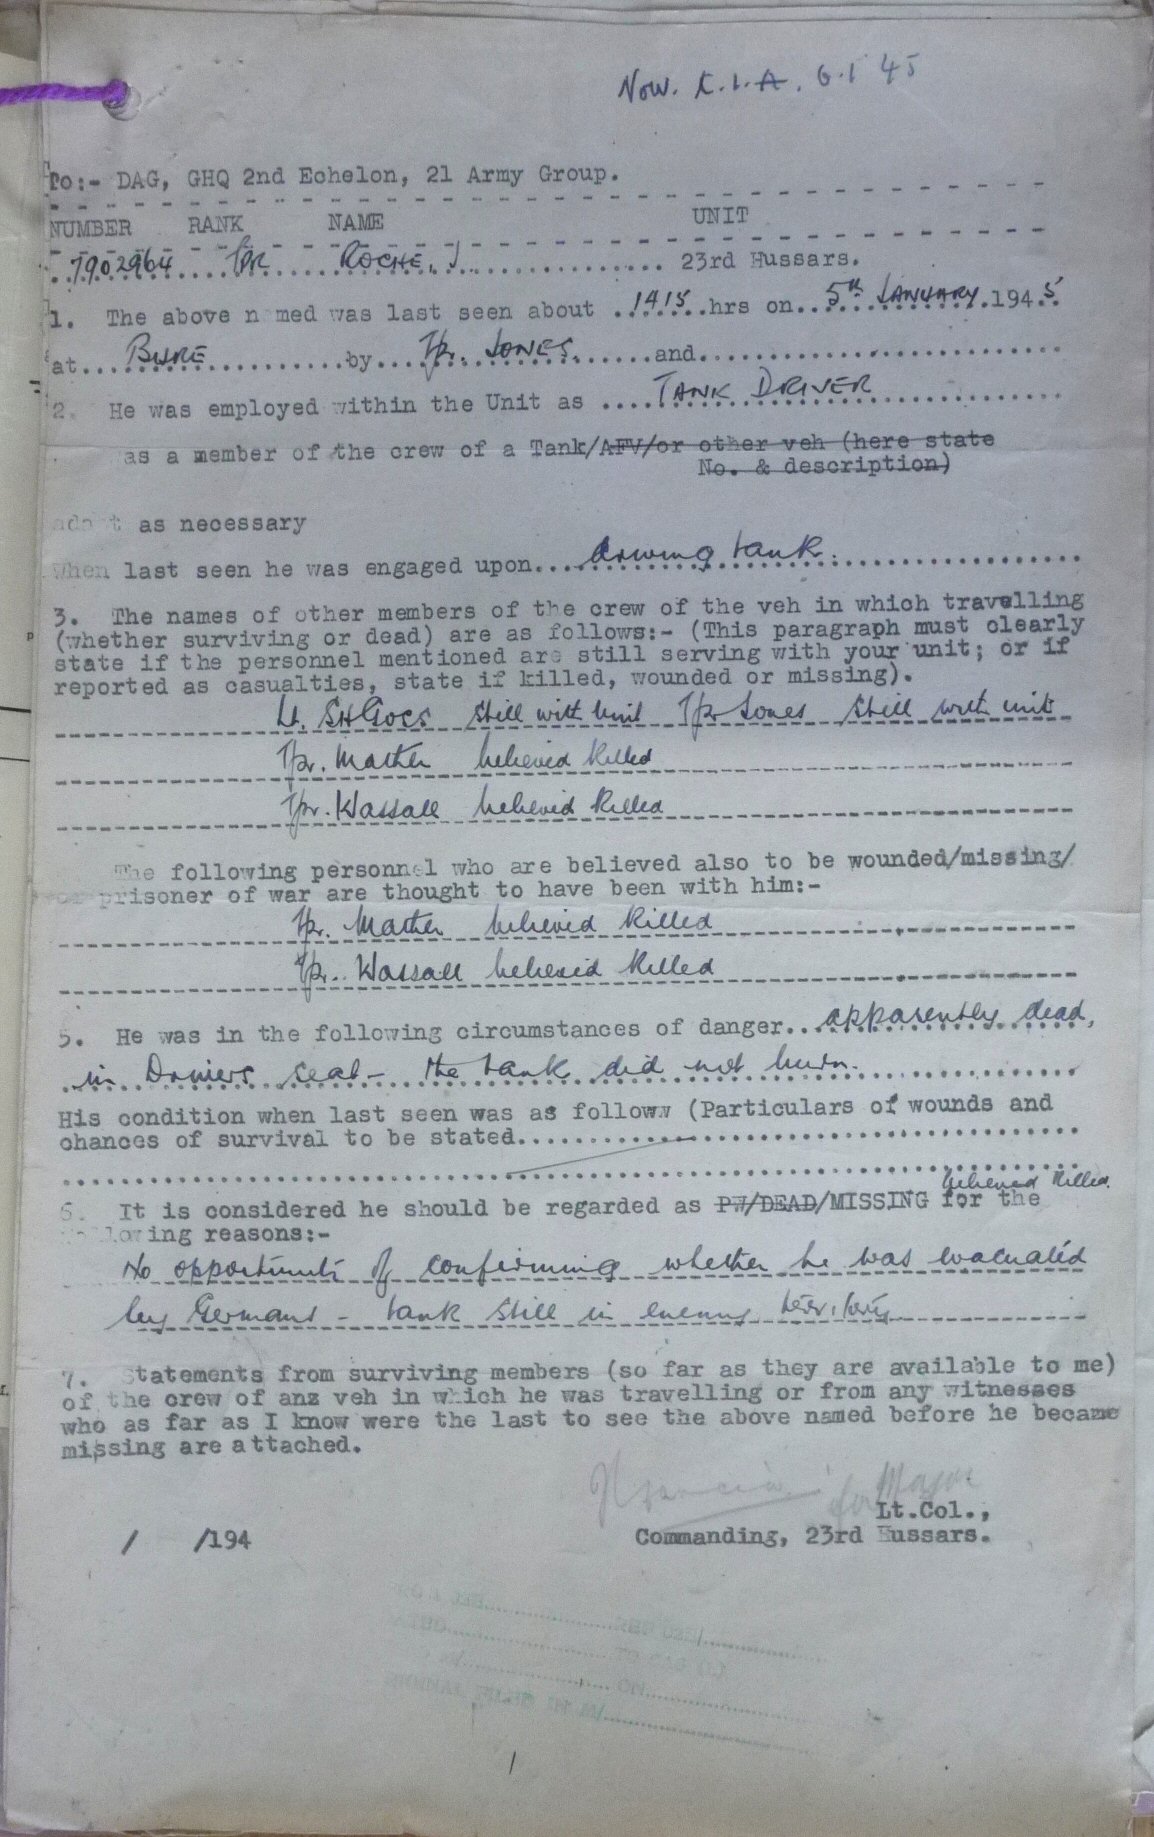 Now. K.I.A. 6.1 45
To:- DAG, GHQ 2nd Echelon, 21 Army Group.
NUMBER RANK NAME UNIT
7902964 Tpr ROCHE, J 23rd Hussars.
1. The above n med was last seen about 1415 hrs on 5th JANUARY 1945
at BURE by Tpr. JONES and
2. He was employed within the Unit as TANK DRIVER
as a member of the crew of a Tank/AFV/or other veh (here state
No. & description)
adapt as necessary
When last seen he was engaged upon driving tank.
3. The names of other members of the crew of the veh in which travelling
(whether surviving or dead) are as follows:- (This paragraph must clearly
state if the personnel mentioned are still serving with your unit; or if
reported as casualties, state if killed, wounded or missing).
Lt. still with Unit Tpr Jones still with unit
Tpr. Mather believed killed
Tpr. Wassall believed killed
The following personnel who are believed also to be wounded/missing/
or prisoner of war are thought to have been with him:-
Tpr. Mather believed killed
Tpr. Wassall believed killed
5. He was in the following circumstances of danger apparently dead,
in Drivers seat - the tank did not burn.
His condition when last seen was as follows (Particulars of wounds and
chances of survival to be stated
believed killed.
6. It is considered he should be regarded as PW/DEAD/MISSING for the
following reasons:-
No opportunity of confirming whether he was evacuated
by Germans - tank still in enemy territory
7. Statements from surviving members (so far as they are available to me)
of the crew of anz veh in which he was travelling or from any witnesses
who as far as I know were the last to see the above named before he became
missing are attached.
for Major
Lt.Col.,
/ /194 Commanding, 23rd Hussars.